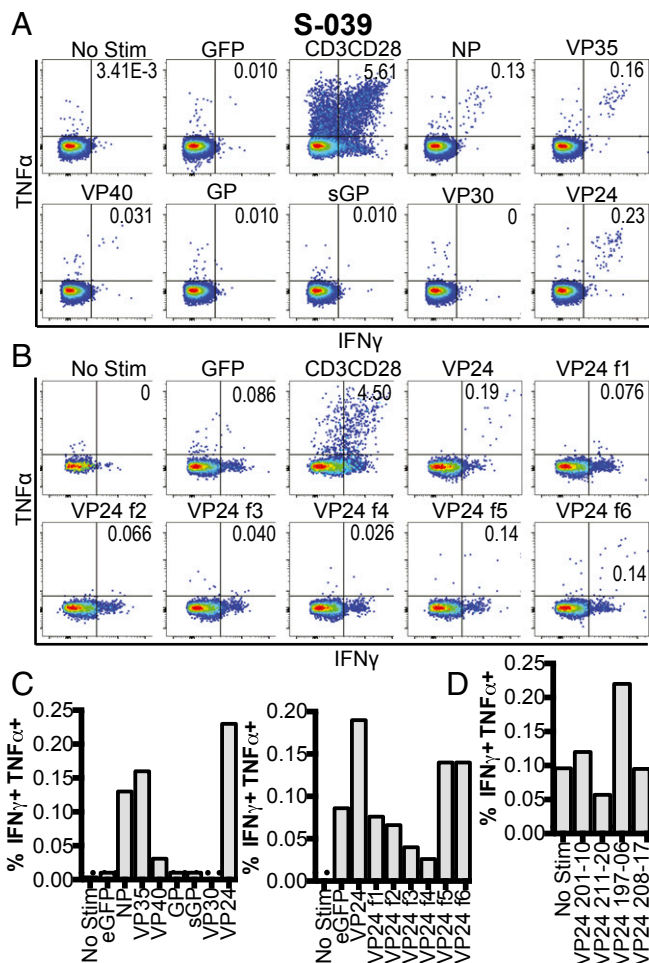 A
S-039
No Stim GFP CD3CD28 NP VP35
3.41E-3 0.010 5.61 0.13 0.16
TNFα
VP40 GP sGP VP30 VP24
0.031 0.010 0.010 0 0.23
IFNγ
B
No Stim GFP CD3CD28 VP24 VP24 f1
0 0.086 4.50 0.19 0.076
TNFα
VP24 f2 VP24 f3 VP24 f4 VP24 f5 VP24 f6
0.066 0.040 0.026 0.14 0.14
IFNγ
C
% IFNγ+ TNFα+
0.25
0.20
0.15
0.10
0.05
0.00
No Stim
eGFP
NP
VP35
VP40
GP
sGP
VP30
VP24
% IFNγ+ TNFα+
0.20
0.15
0.10
0.05
0.00
No Stim
eGFP
VP24
VP24 f1
VP24 f2
VP24 f3
VP24 f4
VP24 f5
VP24 f6
D
% IFNγ+ TNFα+
0.25
0.20
0.15
0.10
0.05
0.00
No Stim
VP24 201-10
VP24 211-20
VP24 197-06
VP24 208-17